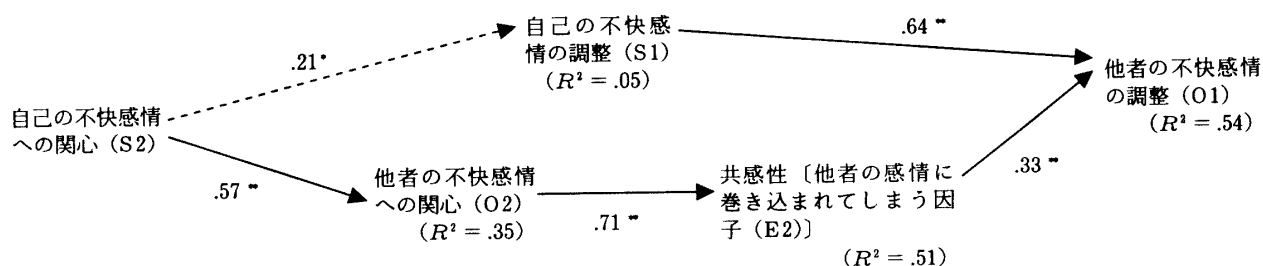 自己の不快感
情の調整（S1）
（R² = .05）
.64 **
.21*
他者の不快感情
の調整（O1）
（R² = .54）
自己の不快感情
への関心（S2）
.57 **
他者の不快感情
への関心（O2）
（R² = .35）
.71 **
共感性〔他者の感情に
巻き込まれてしまう因
子（E2）〕
（R² = .51）
.33 **